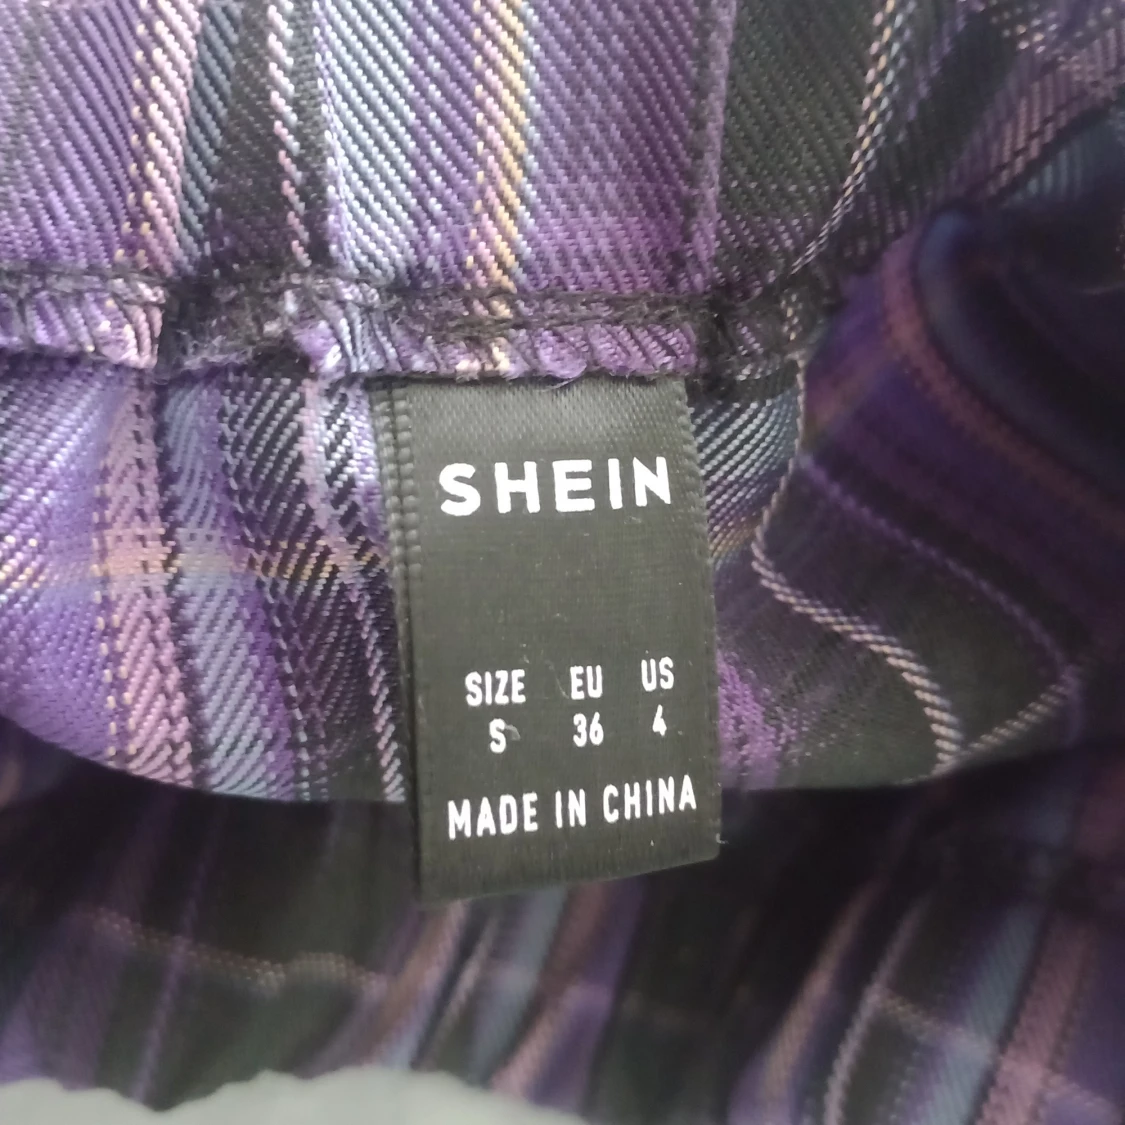 SHEIN
SIZE EU US
S 36 4
MADE IN CHINA